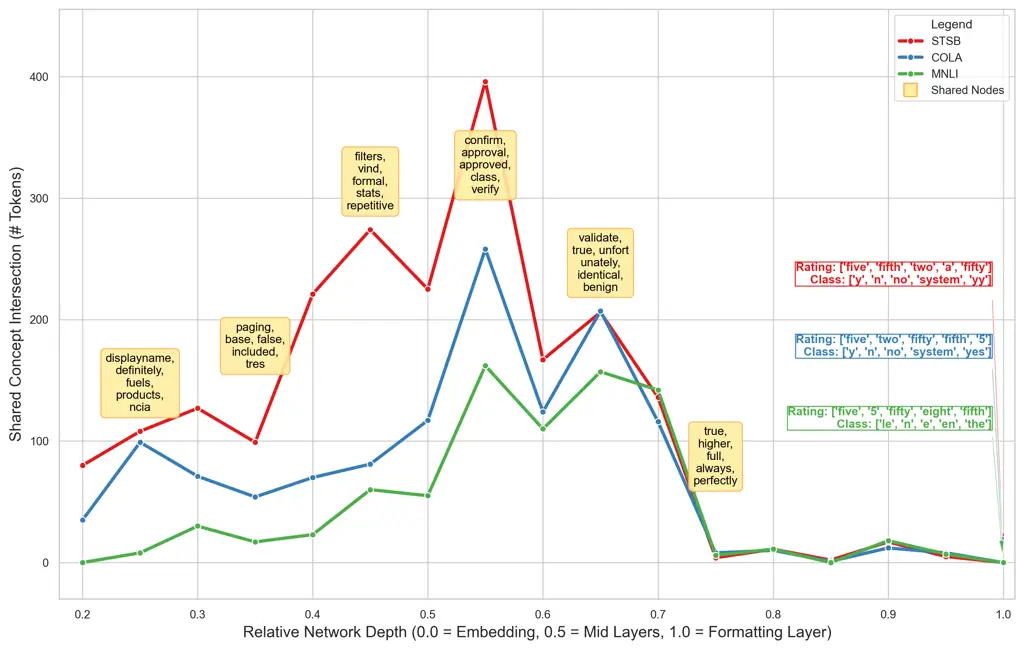 Legend
STSB
COLA
MNLI
Shared Nodes
Shared Concept Intersection (# Tokens)
400
300
200
100
0
confirm,
approval,
approved,
class,
verify
filters,
vind,
formal,
stats,
repetitive
validate,
true, unfort
unately,
identical,
benign
Rating: ['five', 'fifth', 'two', 'a', 'fifty']
Class: ['y', 'n', 'no', 'system', 'yy']
paging,
base, false,
included,
tres
Rating: ['five', 'two', 'fifty', 'fifth', '5']
Class: ['y', 'n', 'no', 'system', 'yes']
displayname,
definitely,
fuels,
products,
ncia
Rating: ['five', '5', 'fifty', 'eight', 'fifth']
Class: ['le', 'n', 'e', 'en', 'the']
true,
higher,
full,
always,
perfectly
0.2 0.3 0.4 0.5 0.6 0.7 0.8 0.9 1.0
Relative Network Depth (0.0 = Embedding, 0.5 = Mid Layers, 1.0 = Formatting Layer)